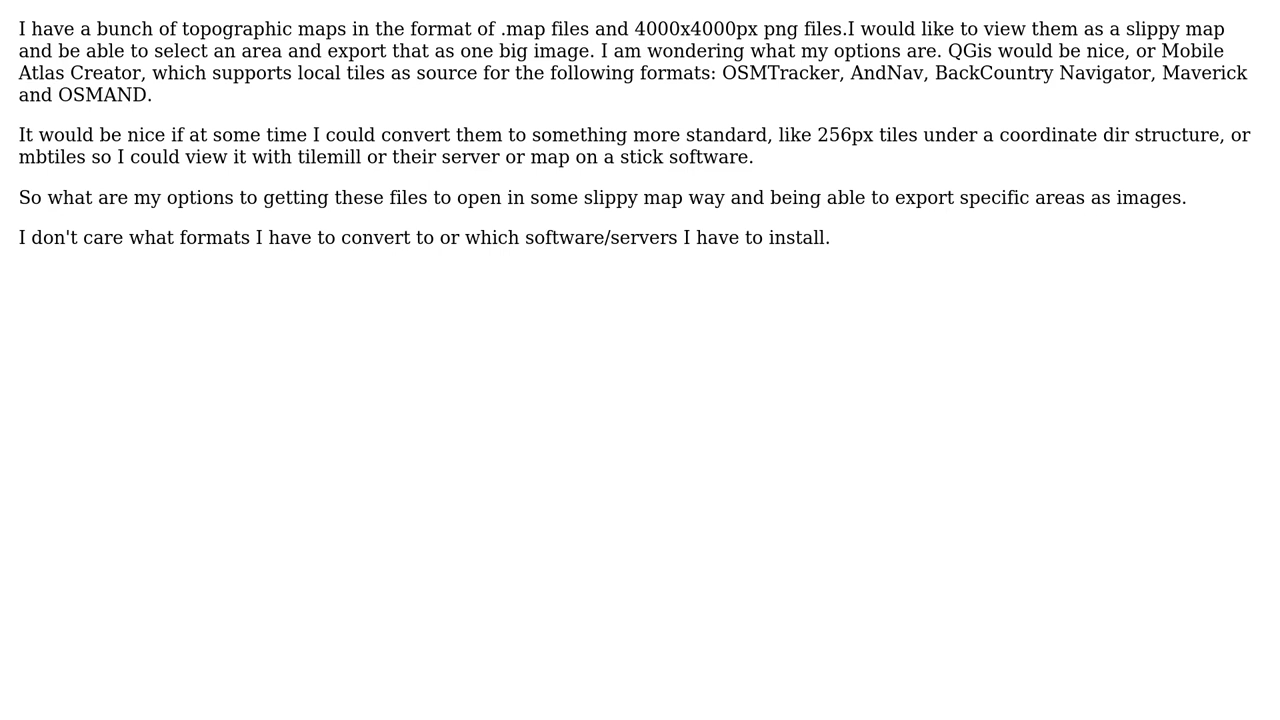 I have a bunch of topographic maps in the format of .map files and 4000x4000px png files.I would like to view them as a slippy map
and be able to select an area and export that as one big image. I am wondering what my options are. QGis would be nice, or Mobile
Atlas Creator, which supports local tiles as source for the following formats: OSMTracker, AndNav, BackCountry Navigator, Maverick
and OSMAND.
It would be nice if at some time I could convert them to something more standard, like 256px tiles under a coordinate dir structure, or
mbtiles so I could view it with tilemill or their server or map on a stick software.
So what are my options to getting these files to open in some slippy map way and being able to export specific areas as images.
I don't care what formats I have to convert to or which software/servers I have to install.